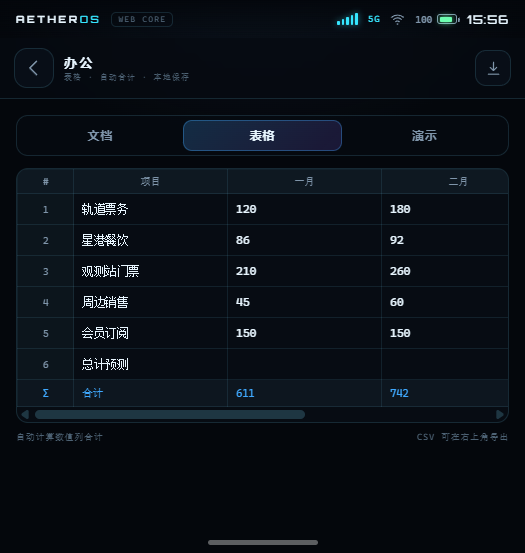 AETHEROS WEB CORE 5G 100 15:56
办公
表格 · 自动合计 · 本地保存
文档 表格 演示
# 项目 一月 二月
1 轨道票务 120 180
2 星港餐饮 86 92
3 观测站门票 210 260
4 周边销售 45 60
5 会员订阅 150 150
6 总计预测
Σ 合计 611 742
自动计算数值列合计 CSV 可在右上角导出